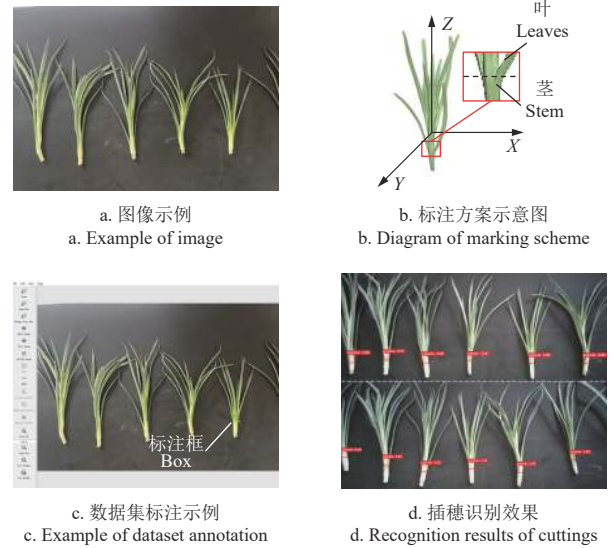 Z
叶
Leaves
茎
Stem
X
Y
a. 图像示例
a. Example of image
b. 标注方案示意图
b. Diagram of marking scheme
标注框
Box
c. 数据集标注示例
c. Example of dataset annotation
d. 插穗识别效果
d. Recognition results of cuttings